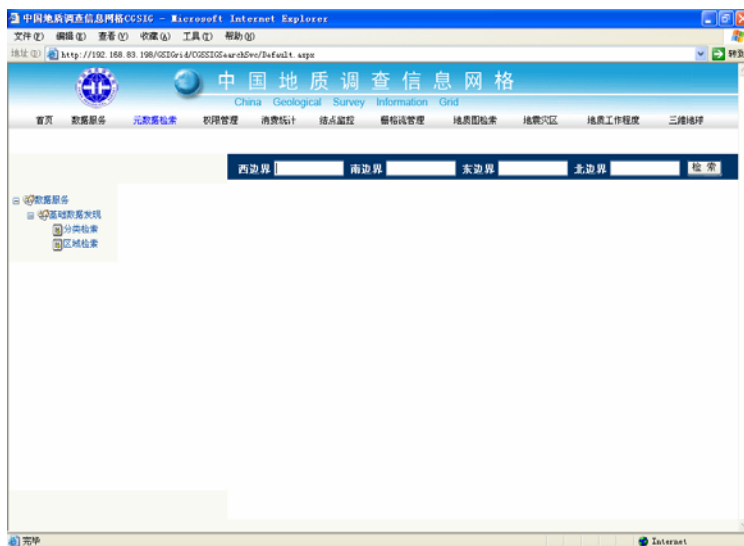 中国地质调查信息网格CGSIG - Microsoft Internet Explorer
文件(F) 编辑(E) 查看(V) 收藏(A) 工具(T) 帮助(H)
地址(D) http://192.168.83.198/GSIGrid/CGSSIGSearchSvc/Default.aspx 转到
中国地质调查信息网格
China Geological Survey Information Grid
首页 数据服务 元数据检索 权限管理 消费统计 结点监控 栅格流管理 地质图检索 地震灾区 地质工作程度 三维地球
西边界 南边界 东边界 北边界 检索
数据服务
基础数据发现
分类检索
区域检索
完毕 Internet